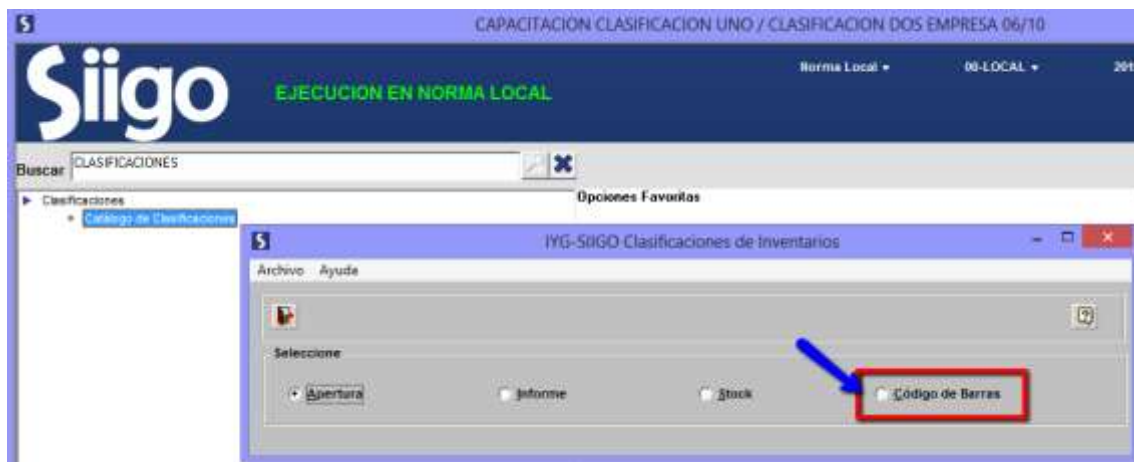 CAPACITACION CLASIFICACION UNO / CLASIFICACION DOS EMPRESA 06/10
Siigo
EJECUCION EN NORMA LOCAL
Norma Local
00-LOCAL
201
Buscar
CLASIFICACIONES
Clasificaciones
Catálogo de Clasificaciones
Opciones Favoritas
IYG-SIIGO Clasificaciones de Inventarios
Archivo Ayuda
Seleccione
Apertura
Informe
Stock
Código de Barras